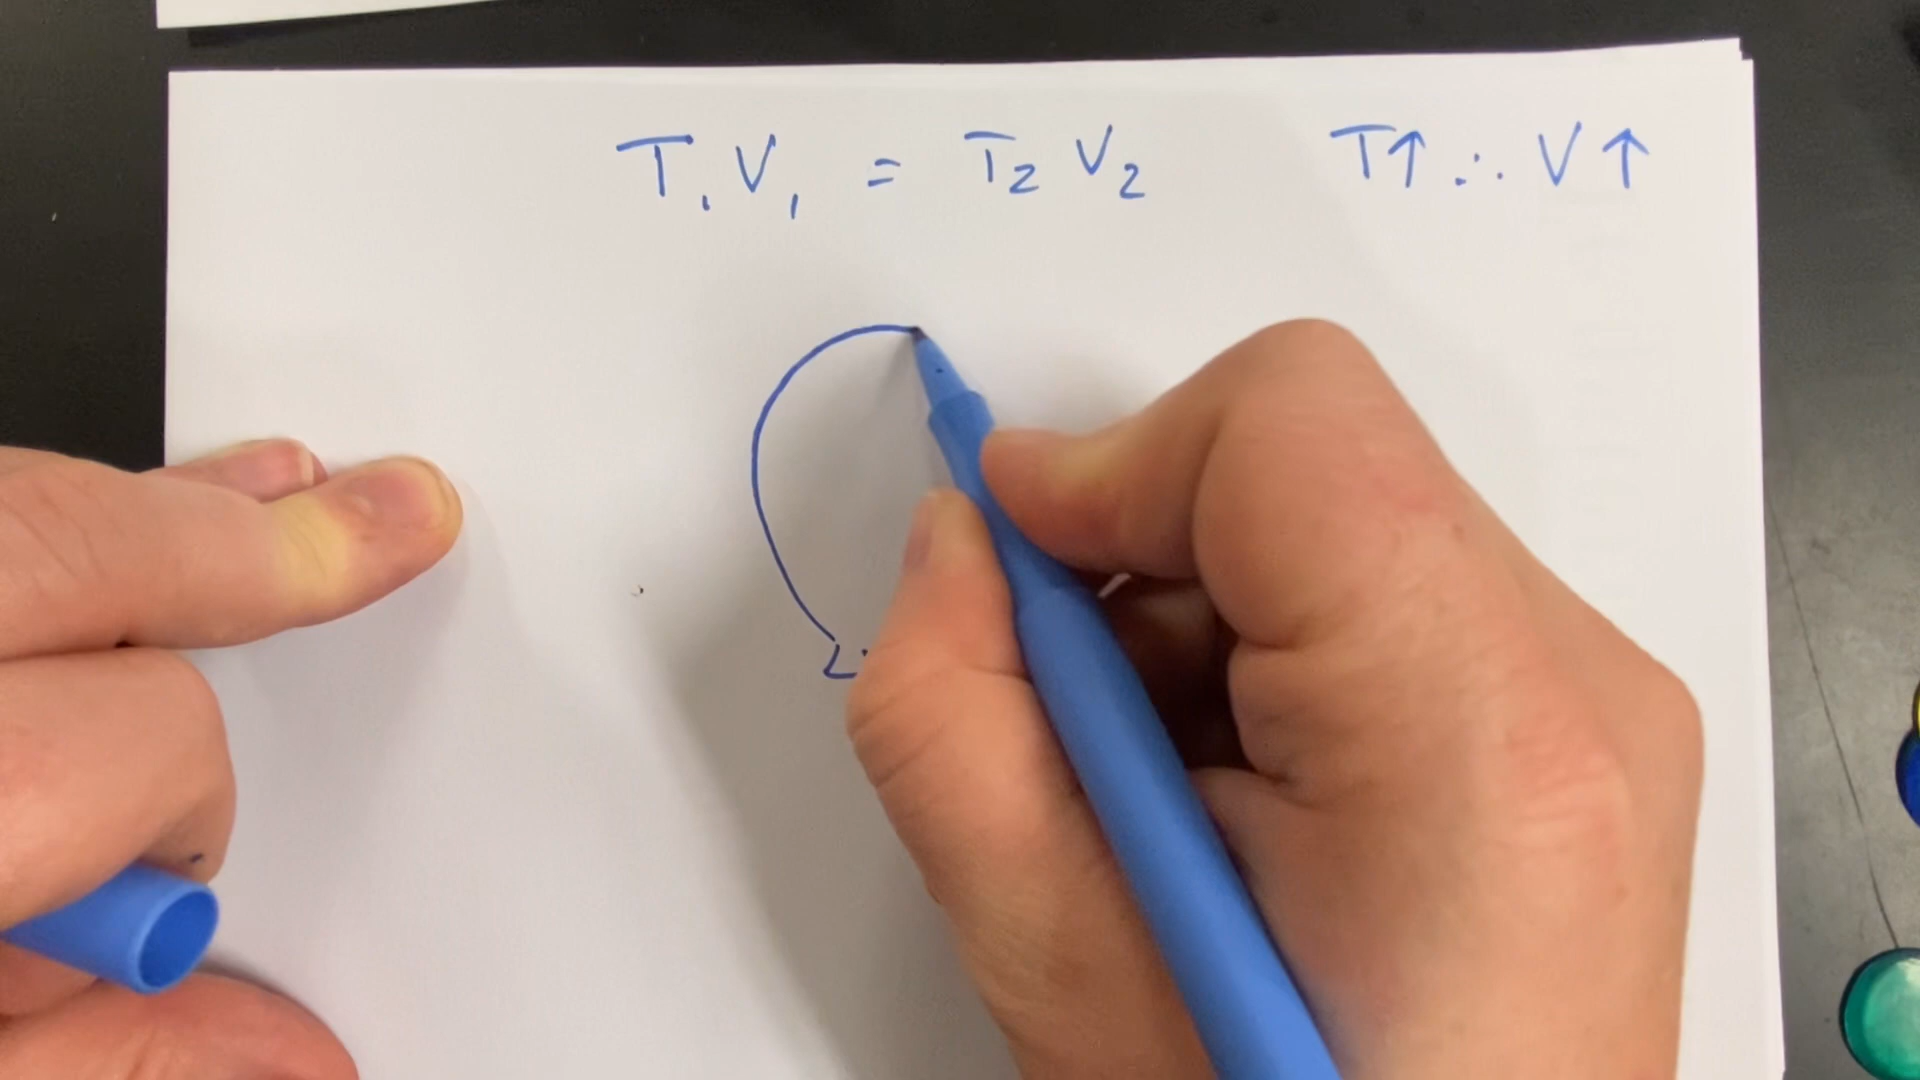 T₁V₁ = T₂V₂ T↑ ∴ V↑